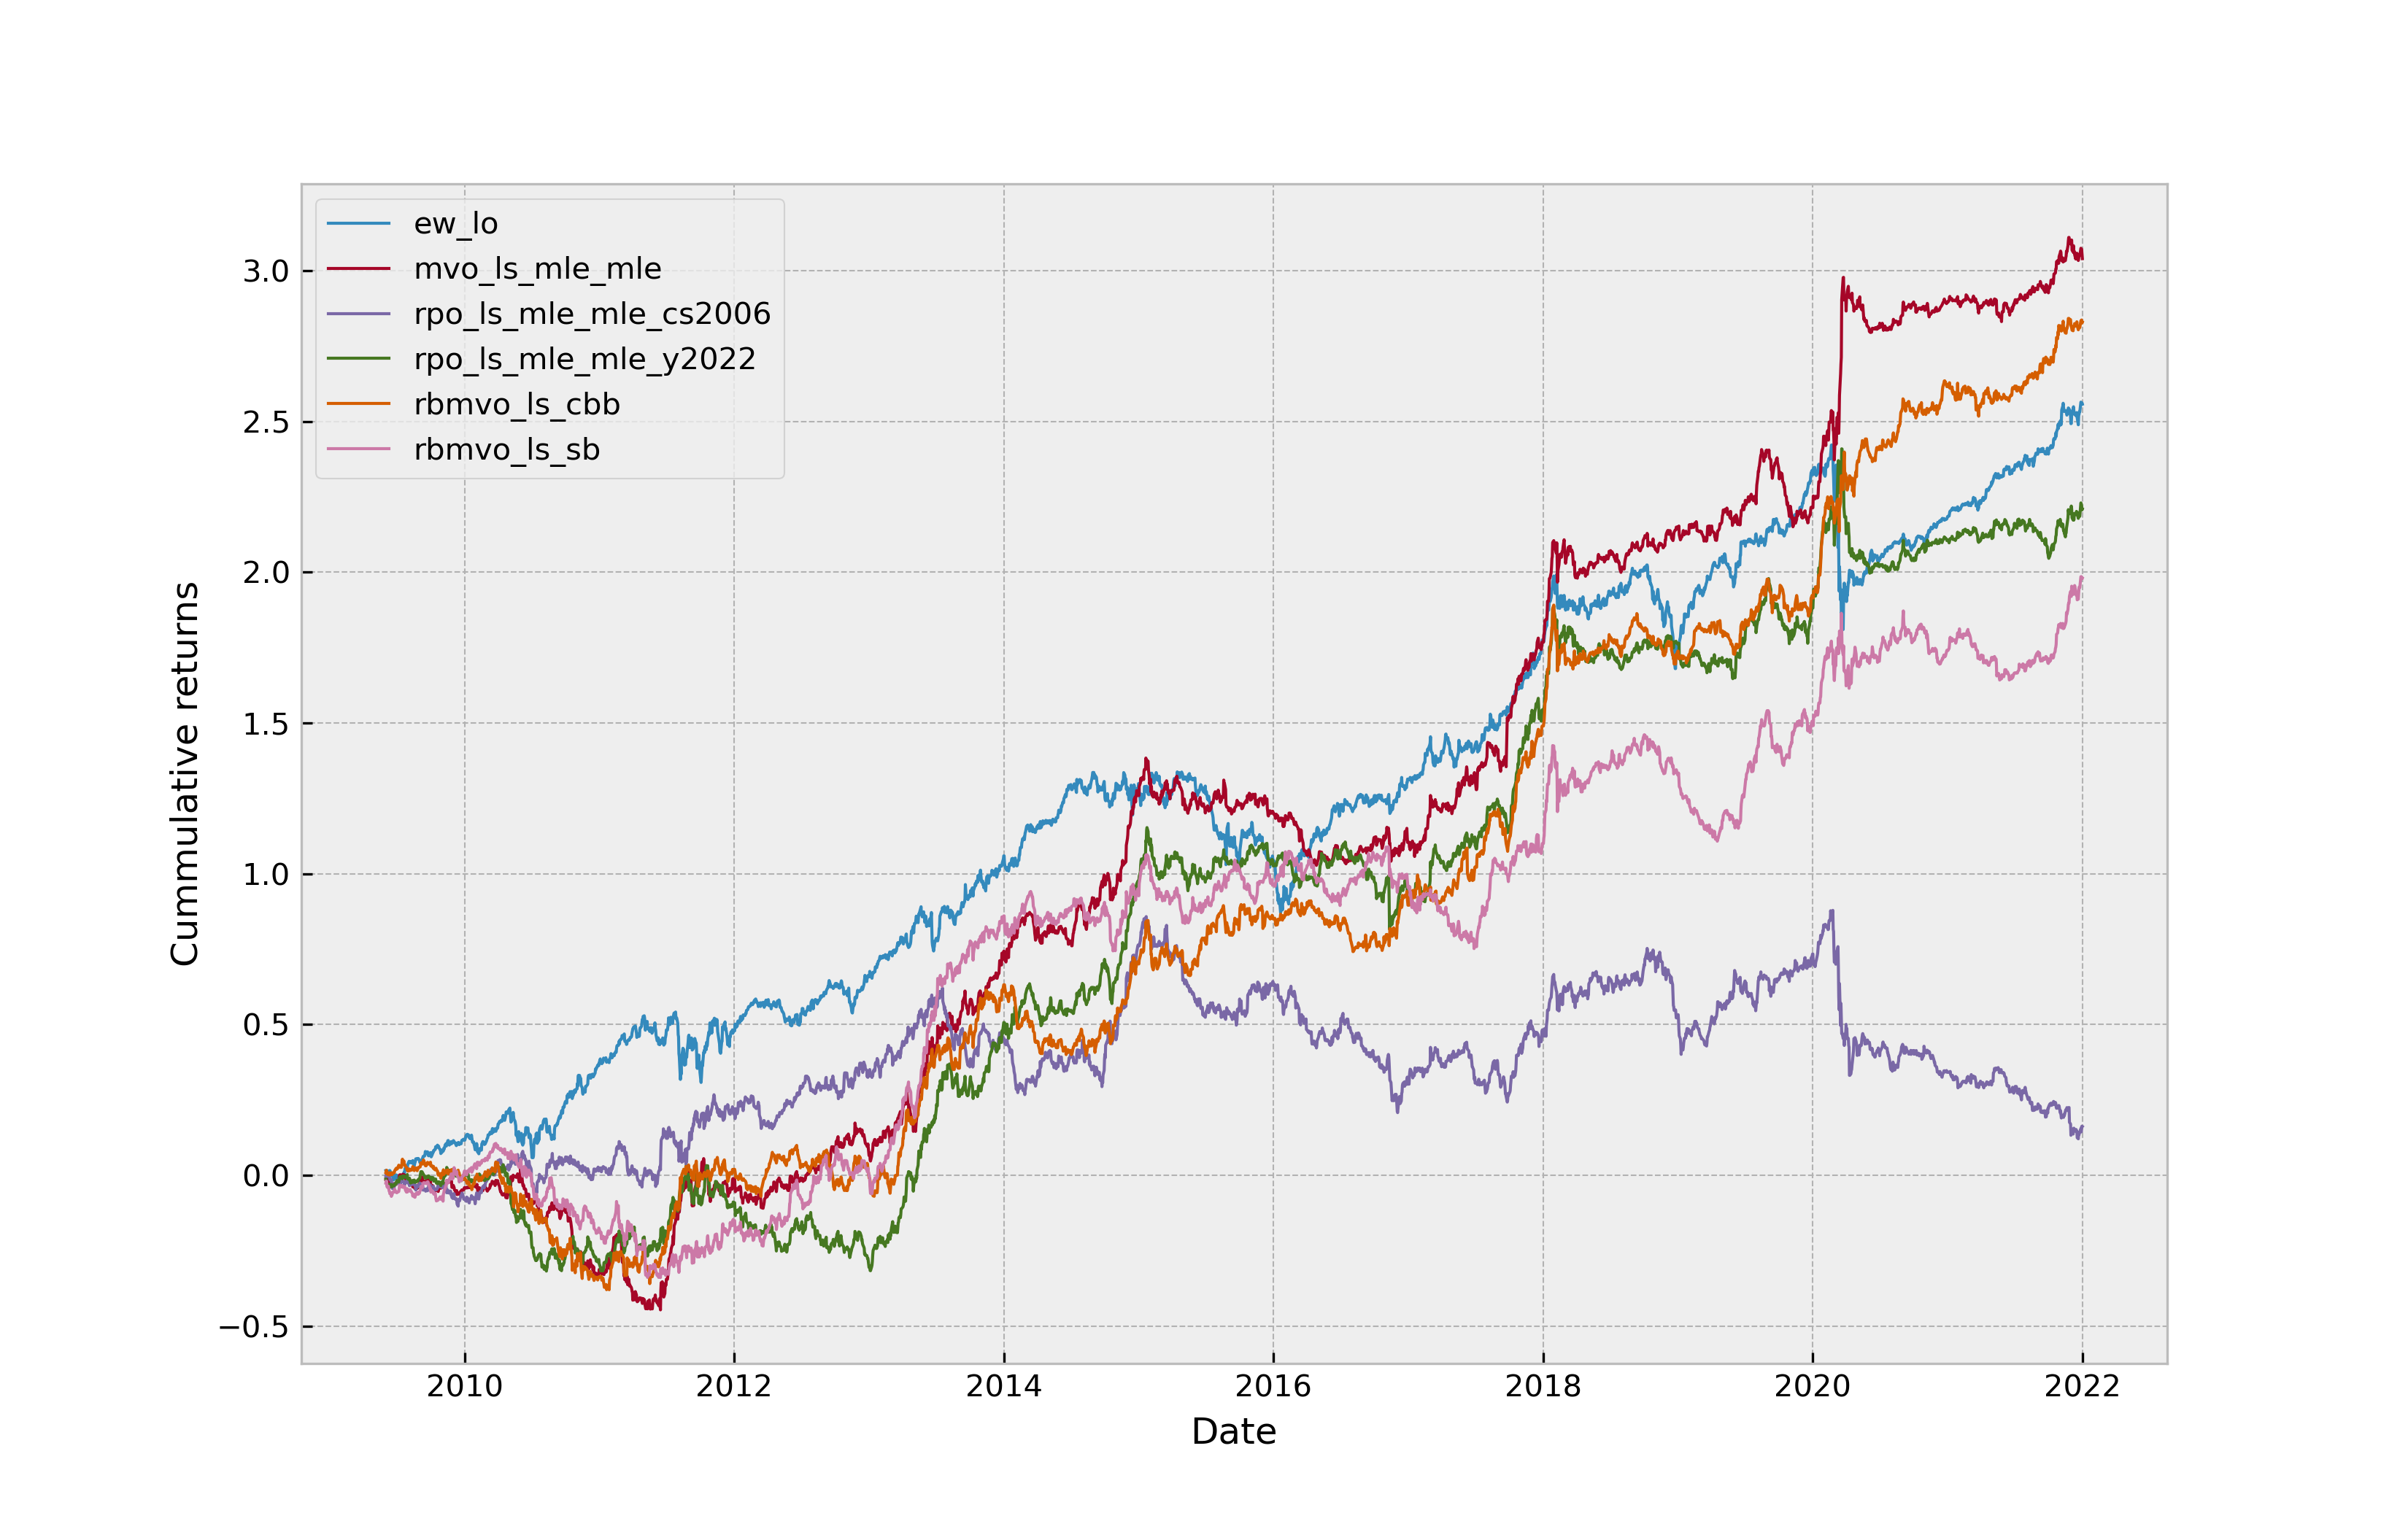 ew_lo
mvo_ls_mle_mle
rpo_ls_mle_mle_cs2006
rpo_ls_mle_mle_y2022
rbmvo_ls_cbb
rbmvo_ls_sb
3.0
2.5
2.0
1.5
1.0
0.5
0.0
−0.5
Cummulative returns
2010 2012 2014 2016 2018 2020 2022
Date